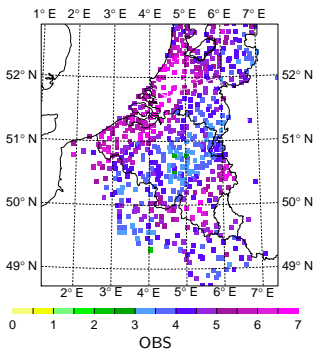 1° E 2° E 3° E 4° E 5° E 6° E 7° E
52° N 52° N
51° N 51° N
50° N 50° N
49° N 49° N
2° E 3° E 4° E 5° E 6° E 7° E
0 1 2 3 4 5 6 7
OBS